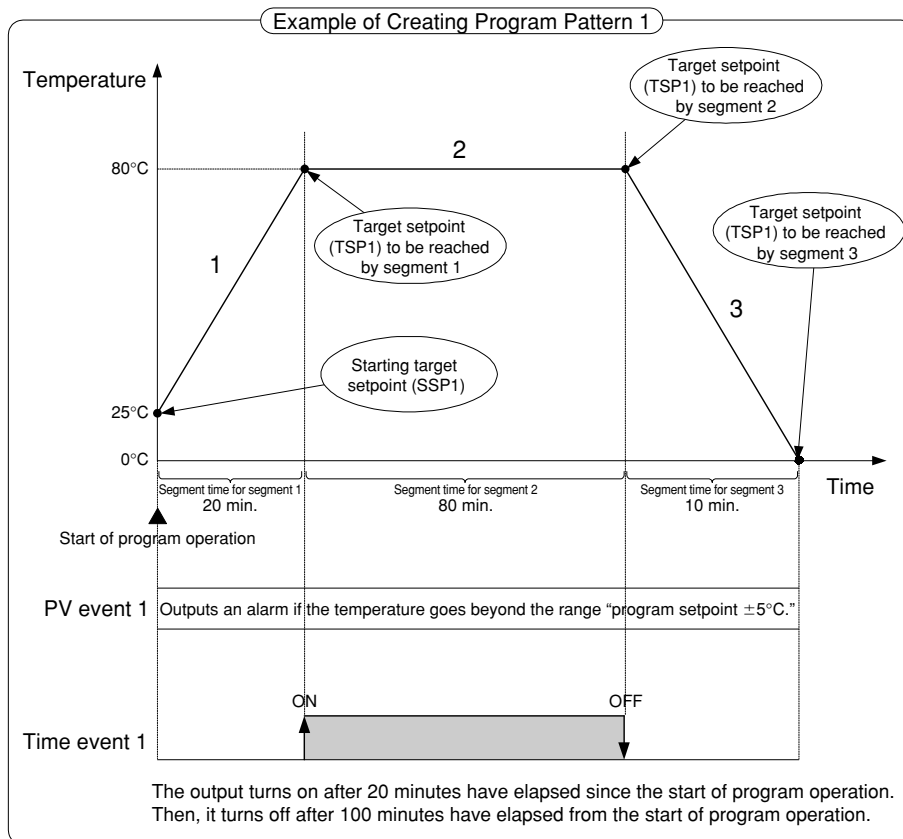 Example of Creating Program Pattern 1
Temperature
Target setpoint
(TSP1) to be reached
by segment 2
2
80°C
Target setpoint
(TSP1) to be reached
by segment 1
Target setpoint
(TSP1) to be reached
by segment 3
1
3
Starting target
setpoint (SSP1)
25°C
0°C
Time
Segment time for segment 1
20 min.
Segment time for segment 2
80 min.
Segment time for segment 3
10 min.
Start of program operation
PV event 1
Outputs an alarm if the temperature goes beyond the range “program setpoint ±5°C.”
ON
OFF
Time event 1
The output turns on after 20 minutes have elapsed since the start of program operation.
Then, it turns off after 100 minutes have elapsed from the start of program operation.